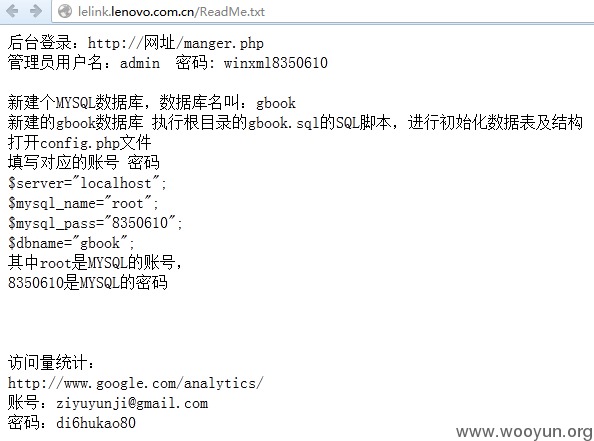 lelink.lenovo.com.cn/ReadMe.txt
后台登录：http://网址/manger.php
管理员用户名：admin 密码: winxml8350610
新建个MYSQL数据库，数据库名叫：gbook
新建的gbook数据库 执行根目录的gbook.sql的SQL脚本，进行初始化数据表及结构
打开config.php文件
填写对应的账号 密码
$server="localhost";
$mysql_name="root";
$mysql_pass="8350610";
$dbname="gbook";
其中root是MYSQL的账号，
8350610是MYSQL的密码
访问量统计：
http://www.google.com/analytics/
账号：ziyuyunji@gmail.com
密码：di6hukao80
www.wooyun.org